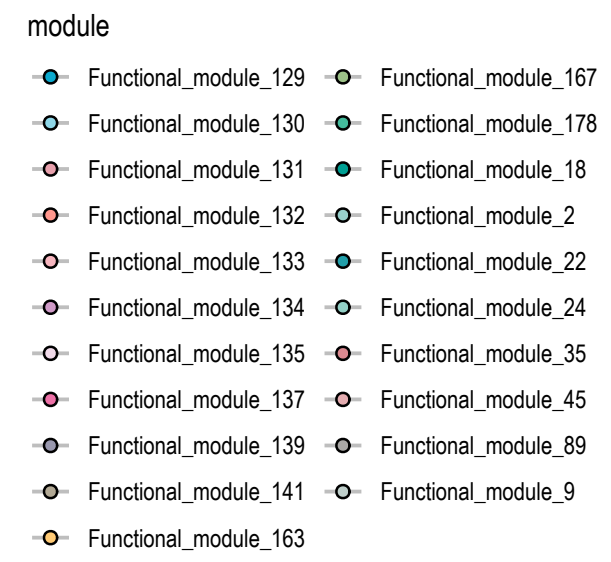 module
Functional_module_129
Functional_module_130
Functional_module_131
Functional_module_132
Functional_module_133
Functional_module_134
Functional_module_135
Functional_module_137
Functional_module_139
Functional_module_141
Functional_module_163
Functional_module_167
Functional_module_178
Functional_module_18
Functional_module_2
Functional_module_22
Functional_module_24
Functional_module_35
Functional_module_45
Functional_module_89
Functional_module_9